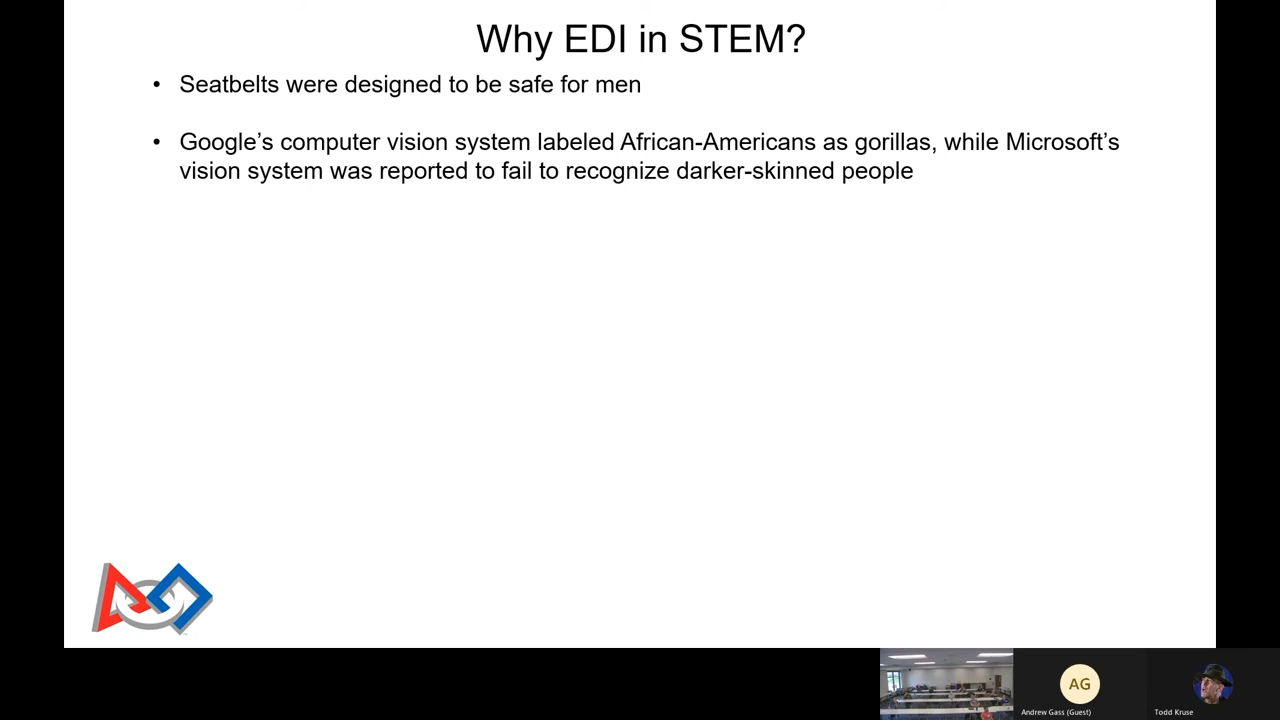 Why EDI in STEM?
• Seatbelts were designed to be safe for men
• Google’s computer vision system labeled African-Americans as gorillas, while Microsoft’s
vision system was reported to fail to recognize darker-skinned people
AG
Andrew Gass (Guest)
Todd Kruse